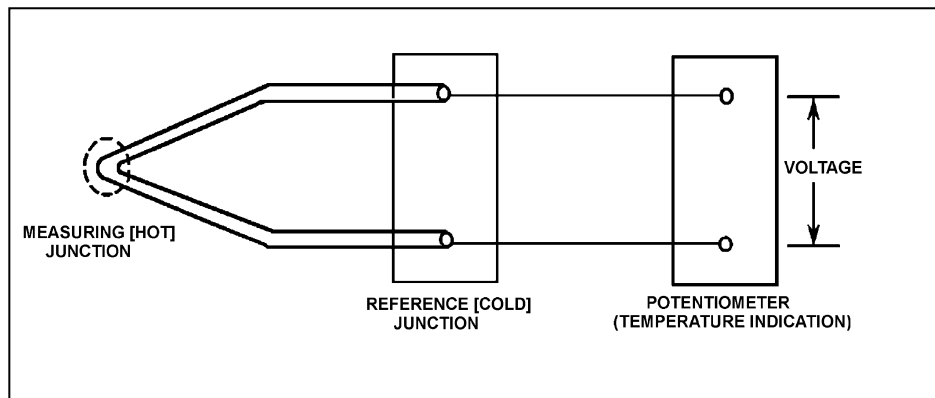 VOLTAGE
MEASURING [HOT]
JUNCTION
REFERENCE [COLD]
JUNCTION
POTENTIOMETER
(TEMPERATURE INDICATION)